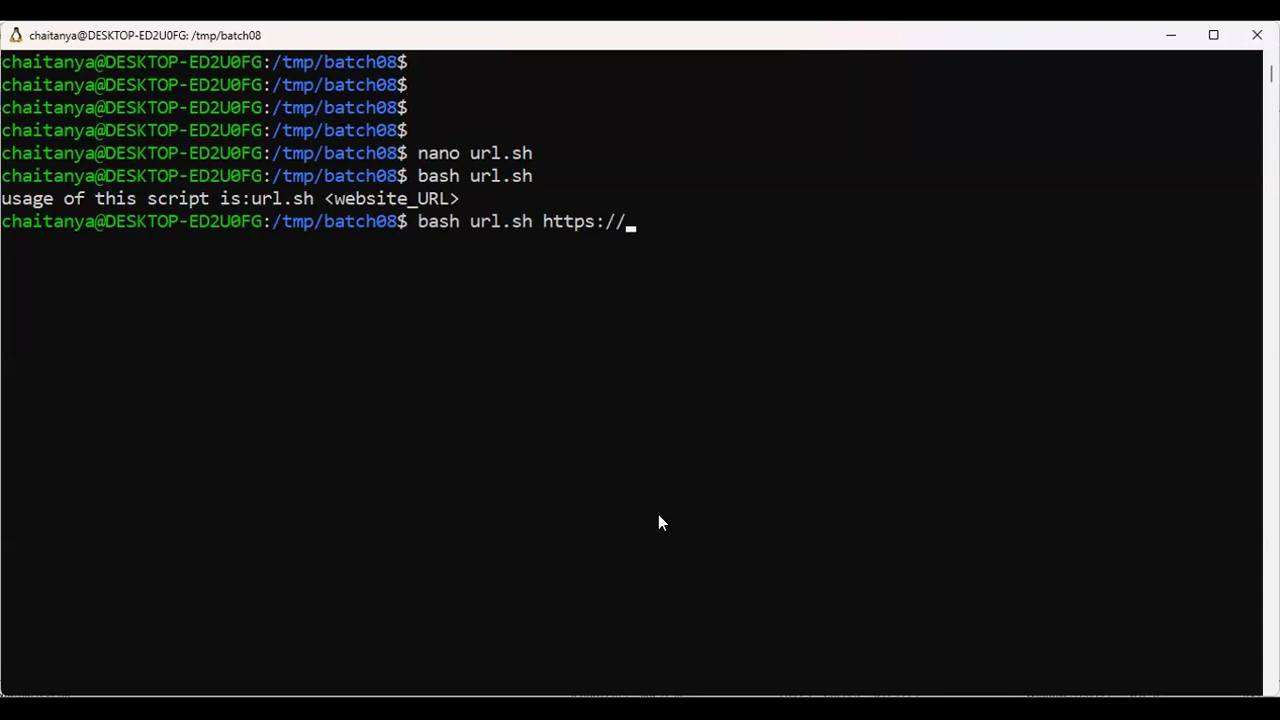 chaitanya@DESKTOP-ED2U0FG: /tmp/batch08
chaitanya@DESKTOP-ED2U0FG:/tmp/batch08$
chaitanya@DESKTOP-ED2U0FG:/tmp/batch08$
chaitanya@DESKTOP-ED2U0FG:/tmp/batch08$
chaitanya@DESKTOP-ED2U0FG:/tmp/batch08$
chaitanya@DESKTOP-ED2U0FG:/tmp/batch08$ nano url.sh
chaitanya@DESKTOP-ED2U0FG:/tmp/batch08$ bash url.sh
usage of this script is:url.sh <website_URL>
chaitanya@DESKTOP-ED2U0FG:/tmp/batch08$ bash url.sh https://